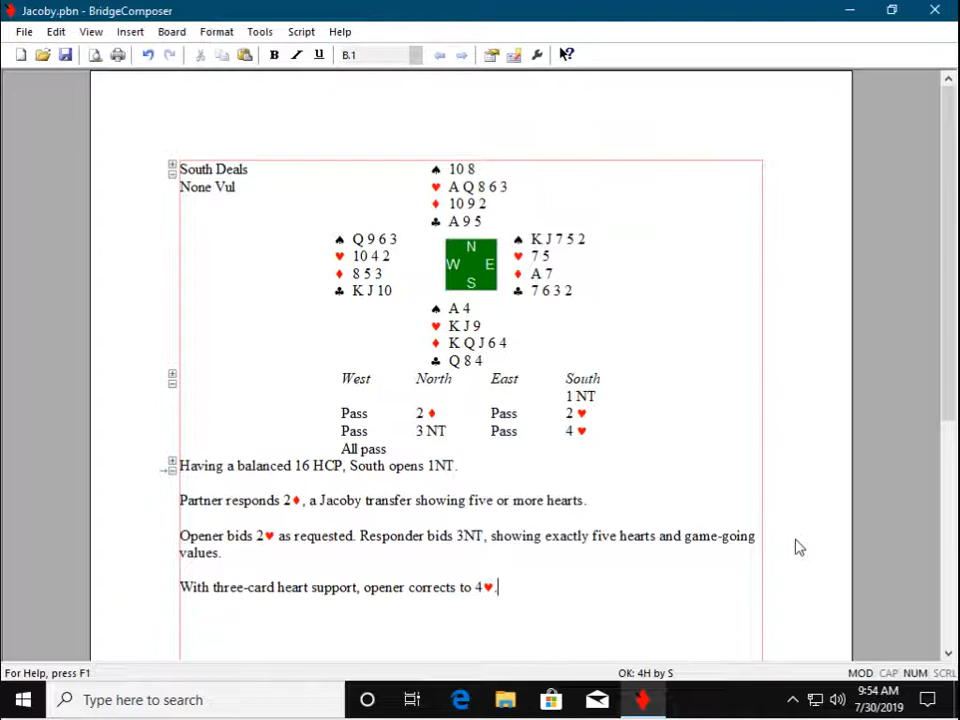 Jacoby.pbn - BridgeComposer
File Edit View Insert Board Format Tools Script Help
B I U B.1
South Deals
None Vul
♠ 10 8
♥ A Q 8 6 3
♦ 10 9 2
♣ A 9 5
♠ Q 9 6 3
♥ 10 4 2
♦ 8 5 3
♣ K J 10
N
W E
S
♠ K J 7 5 2
♥ 7 5
♦ A 7
♣ 7 6 3 2
♠ A 4
♥ K J 9
♦ K Q J 6 4
♣ Q 8 4
West North East South
1 NT
Pass 2 ♦ Pass 2 ♥
Pass 3 NT Pass 4 ♥
All pass
Having a balanced 16 HCP, South opens 1NT.
Partner responds 2♦, a Jacoby transfer showing five or more hearts.
Opener bids 2♥ as requested. Responder bids 3NT, showing exactly five hearts and game-going
values.
With three-card heart support, opener corrects to 4♥.
For Help, press F1 OK: 4H by S MOD CAP NUM SCRL
Type here to search
9:54 AM
7/30/2019